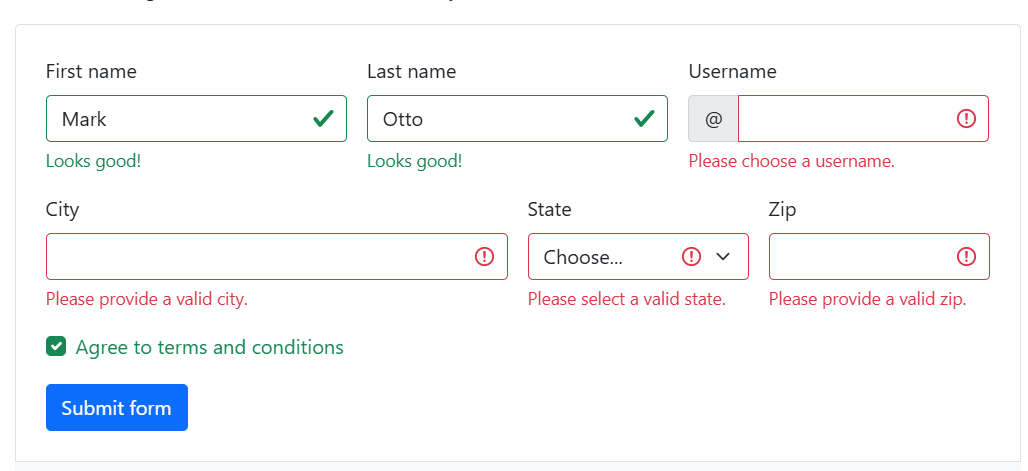 First name Last name Username
Mark Otto @
Looks good! Looks good! Please choose a username.
City State Zip
Choose...
Please provide a valid city. Please select a valid state. Please provide a valid zip.
Agree to terms and conditions
Submit form